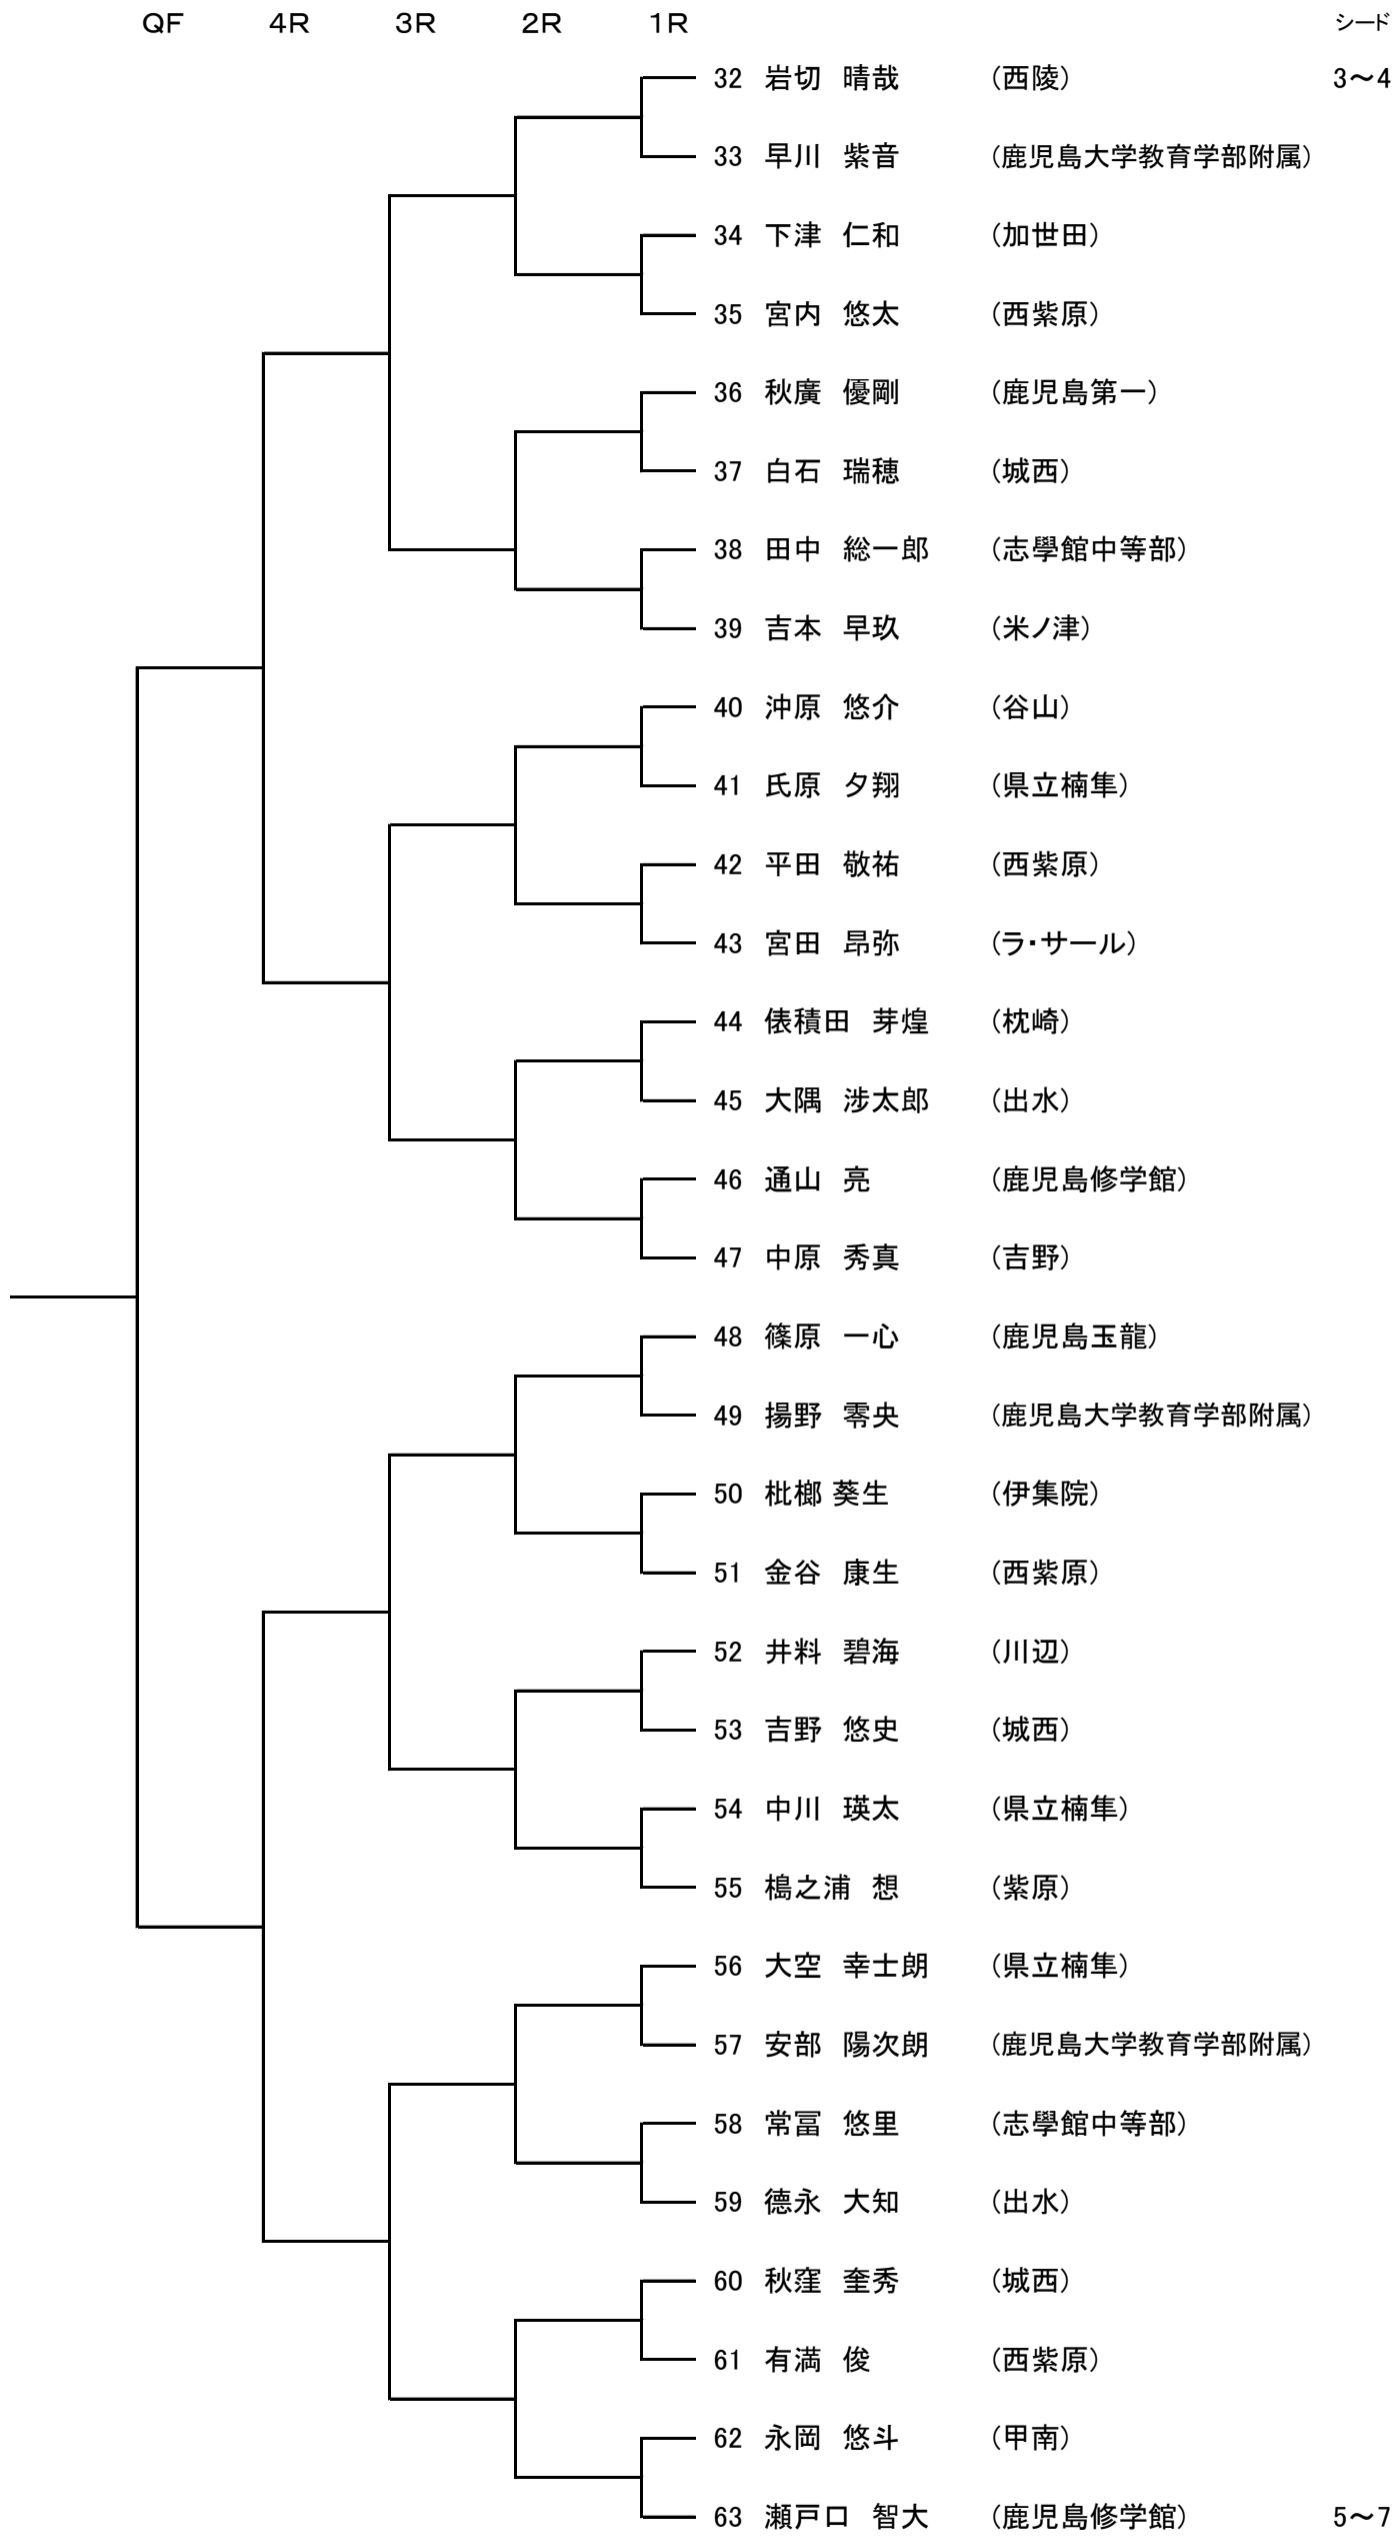 QF 4R 3R 2R 1R シード
32 岩切 晴哉 (西陵) 3～4
33 早川 紫音 (鹿児島大学教育学部附属)
34 下津 仁和 (加世田)
35 宮内 悠太 (西紫原)
36 秋廣 優剛 (鹿児島第一)
37 白石 瑞穂 (城西)
38 田中 総一郎 (志學館中等部)
39 吉本 早玖 (米ノ津)
40 沖原 悠介 (谷山)
41 氏原 夕翔 (県立楠隼)
42 平田 敬祐 (西紫原)
43 宮田 昂弥 (ラ・サール)
44 俵積田 芽煌 (枕崎)
45 大隅 渉太郎 (出水)
46 通山 亮 (鹿児島修学館)
47 中原 秀真 (吉野)
48 篠原 一心 (鹿児島玉龍)
49 揚野 零央 (鹿児島大学教育学部附属)
50 枇榔 葵生 (伊集院)
51 金谷 康生 (西紫原)
52 井料 碧海 (川辺)
53 吉野 悠史 (城西)
54 中川 瑛太 (県立楠隼)
55 槝之浦 想 (紫原)
56 大空 幸士朗 (県立楠隼)
57 安部 陽次朗 (鹿児島大学教育学部附属)
58 常冨 悠里 (志學館中等部)
59 德永 大知 (出水)
60 秋窪 奎秀 (城西)
61 有満 俊 (西紫原)
62 永岡 悠斗 (甲南)
63 瀬戸口 智大 (鹿児島修学館) 5～7